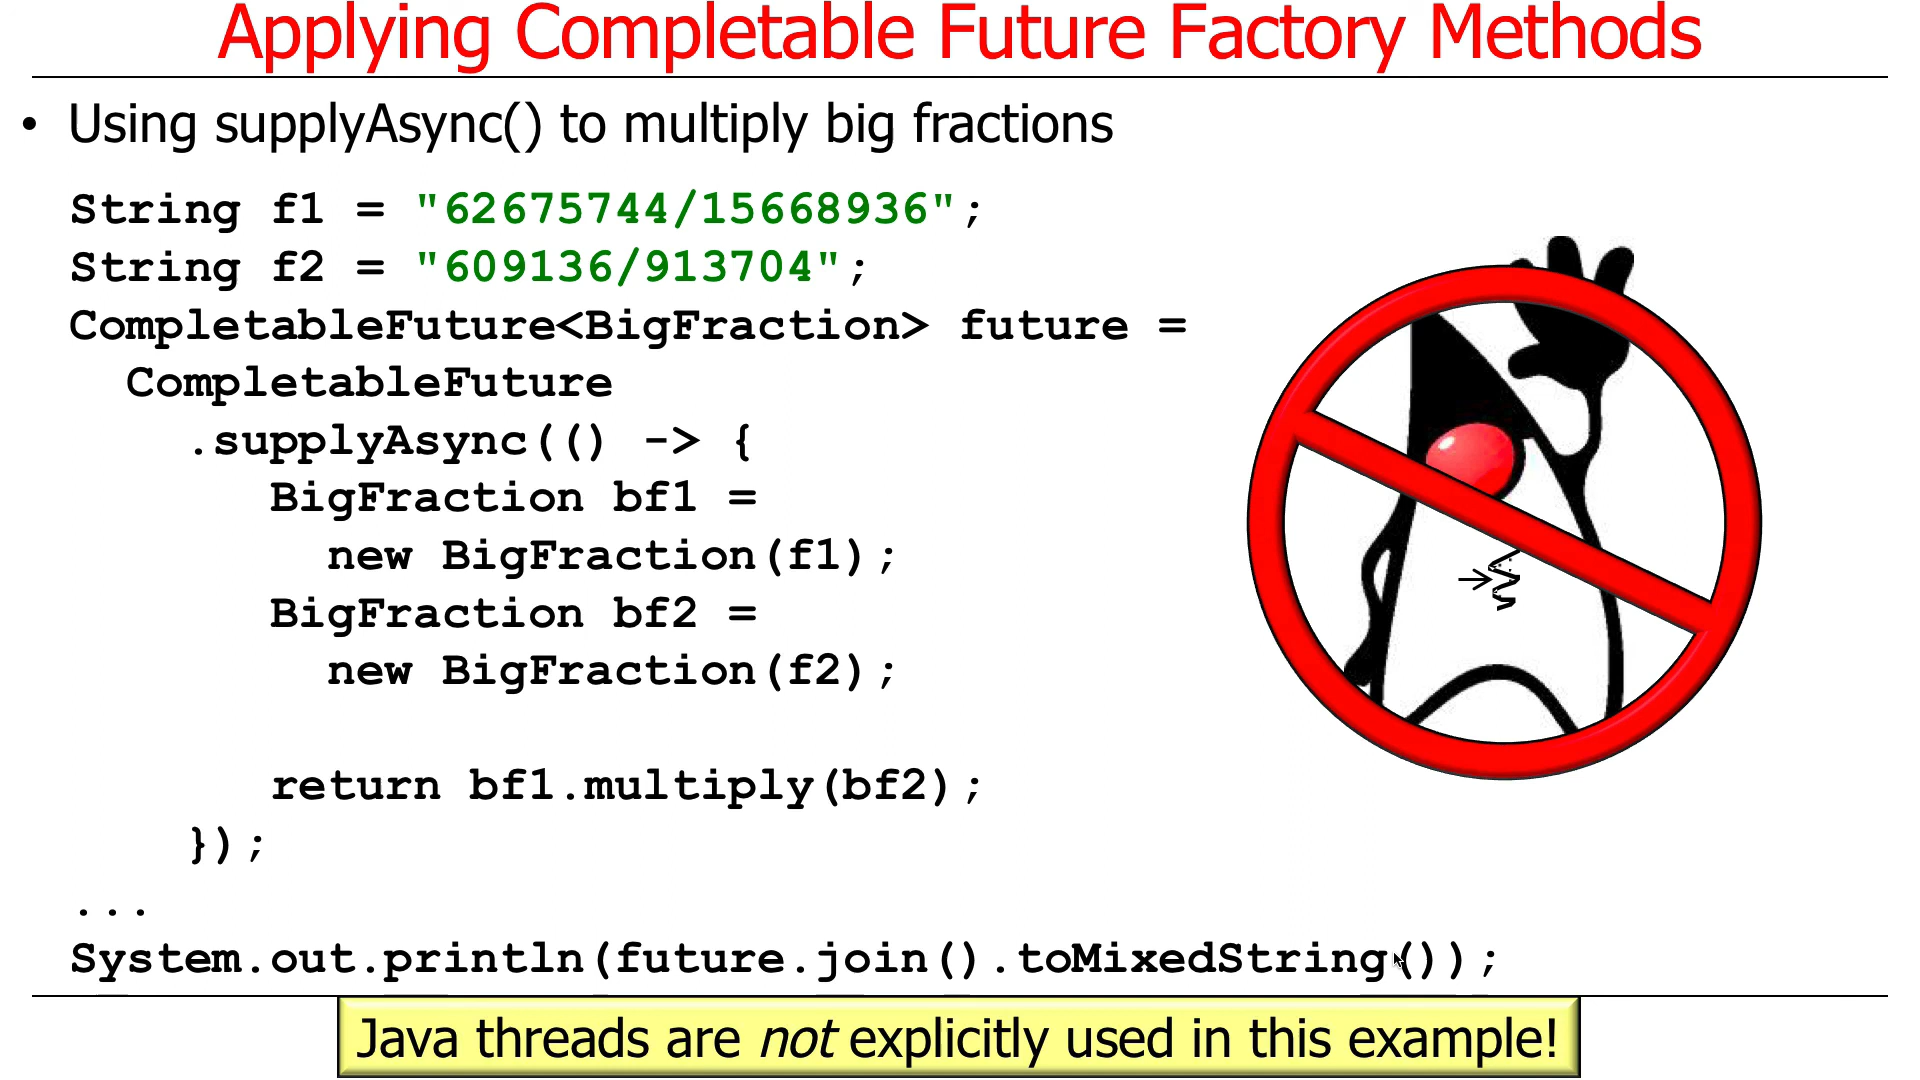 Applying Completable Future Factory Methods
• Using supplyAsync() to multiply big fractions
String f1 = "62675744/15668936";
String f2 = "609136/913704";
CompletableFuture<BigFraction> future =
CompletableFuture
.supplyAsync(() -> {
BigFraction bf1 =
new BigFraction(f1);
BigFraction bf2 =
new BigFraction(f2);
return bf1.multiply(bf2);
});
...
System.out.println(future.join().toMixedString());
Java threads are not explicitly used in this example!